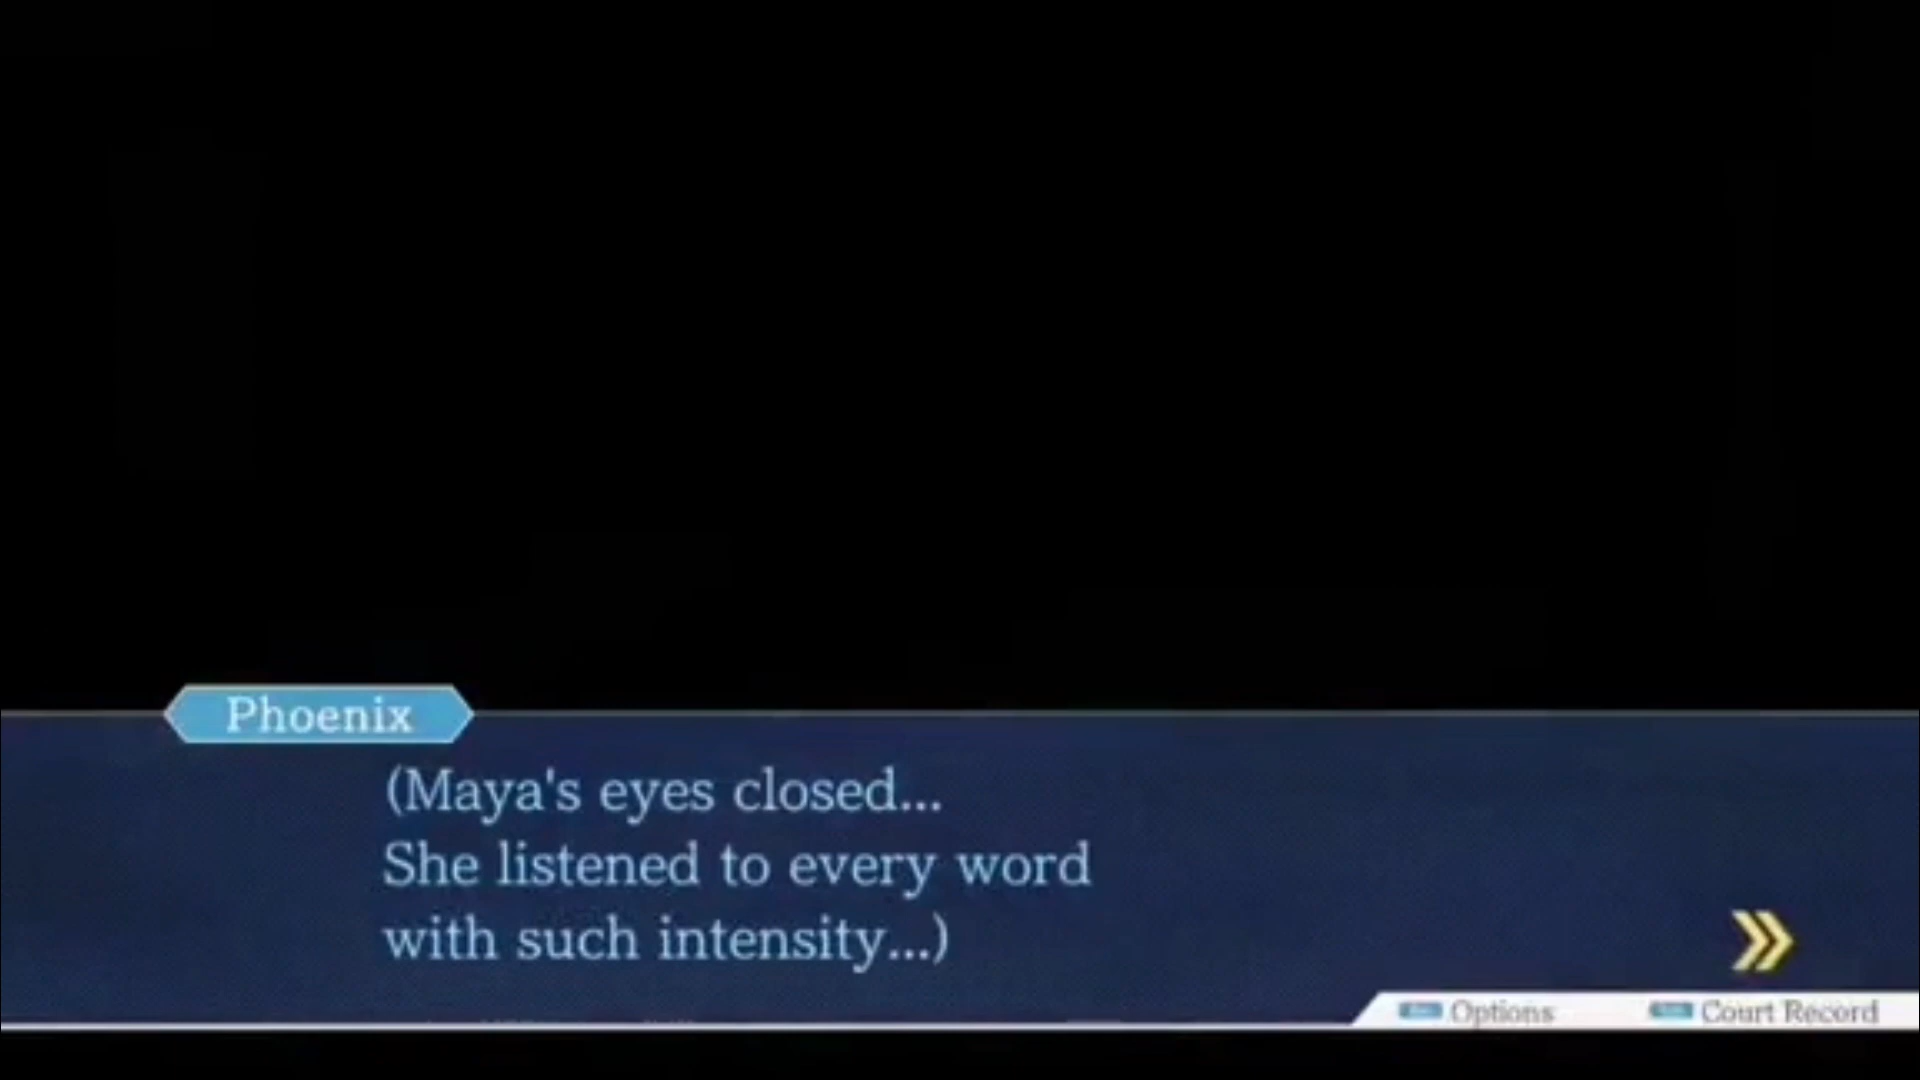 Phoenix
(Maya's eyes closed...
She listened to every word
with such intensity...)
Options
Court Record